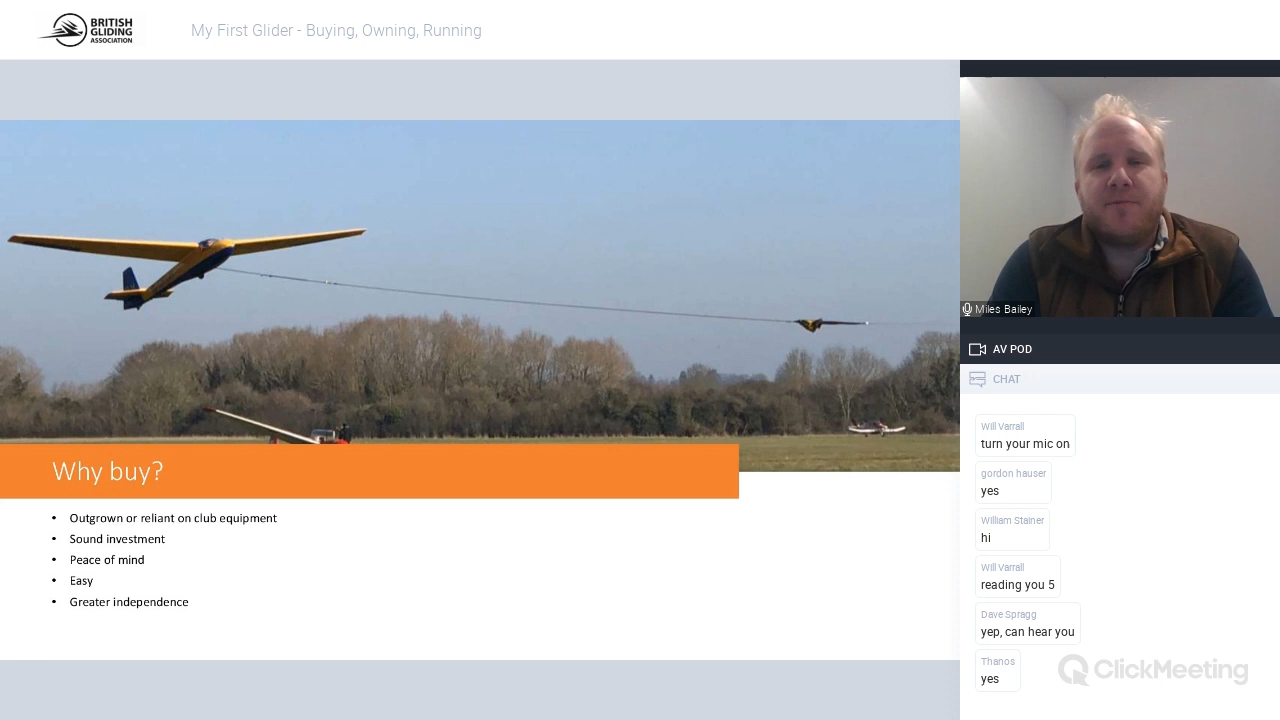 BRITISH
GLIDING
ASSOCIATION
My First Glider - Buying, Owning, Running
Why buy?
• Outgrown or reliant on club equipment
• Sound investment
• Peace of mind
• Easy
• Greater independence
Miles Bailey
AV POD
CHAT
Will Varrall
turn your mic on
gordon hauser
yes
William Stainer
hi
Will Varrall
reading you 5
Dave Spragg
yep, can hear you
Thanos
yes
ClickMeeting